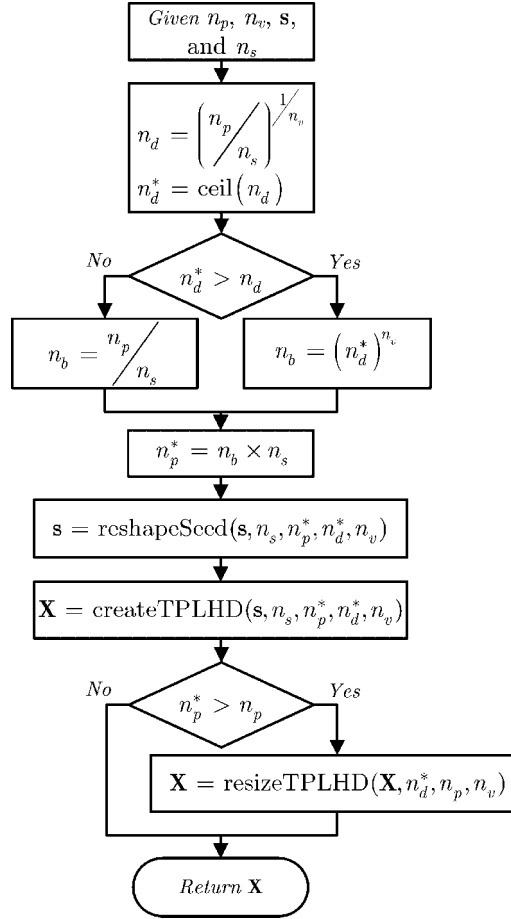 Given n_p, n_v, s,
and n_s
n_d = (n_p / n_s)^{1/n_v}
n_d^* = ceil(n_d)
No
n_d^* > n_d
Yes
n_b = n_p / n_s
n_b = (n_d^*)^{n_v}
n_p^* = n_b × n_s
s = reshapeSeed(s, n_s, n_p^*, n_d^*, n_v)
X = createTPLHD(s, n_s, n_p^*, n_d^*, n_v)
No
n_p^* > n_p
Yes
X = resizeTPLHD(X, n_d^*, n_p, n_v)
Return X